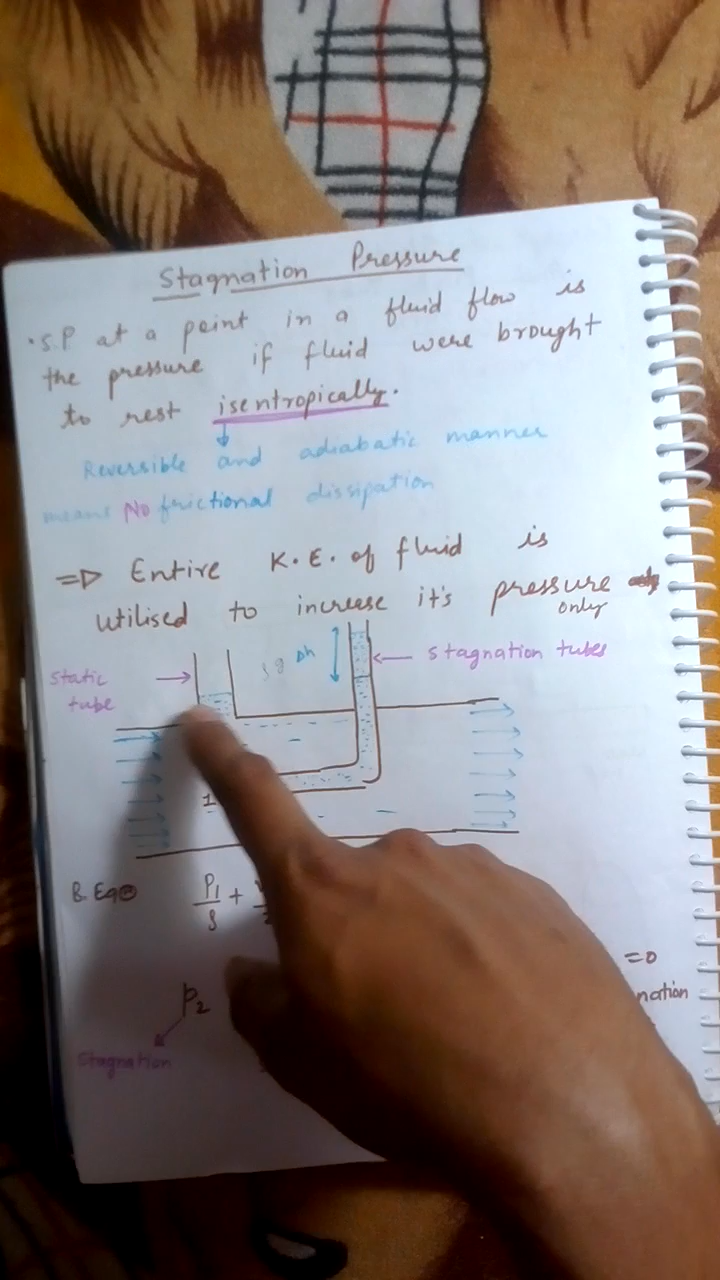 Stagnation Pressure
• S.P at a point in a fluid flow is
the pressure if fluid were brought
to rest isentropically.
Reversible and adiabatic manner
means No frictional dissipation
=> Entire K.E. of fluid is
utilised to increase it's pressure
only
Static
tube
Δh
stagnation tubes
1
B. Eqn
P1/ρ +
=0
nation
P2
Stagnation